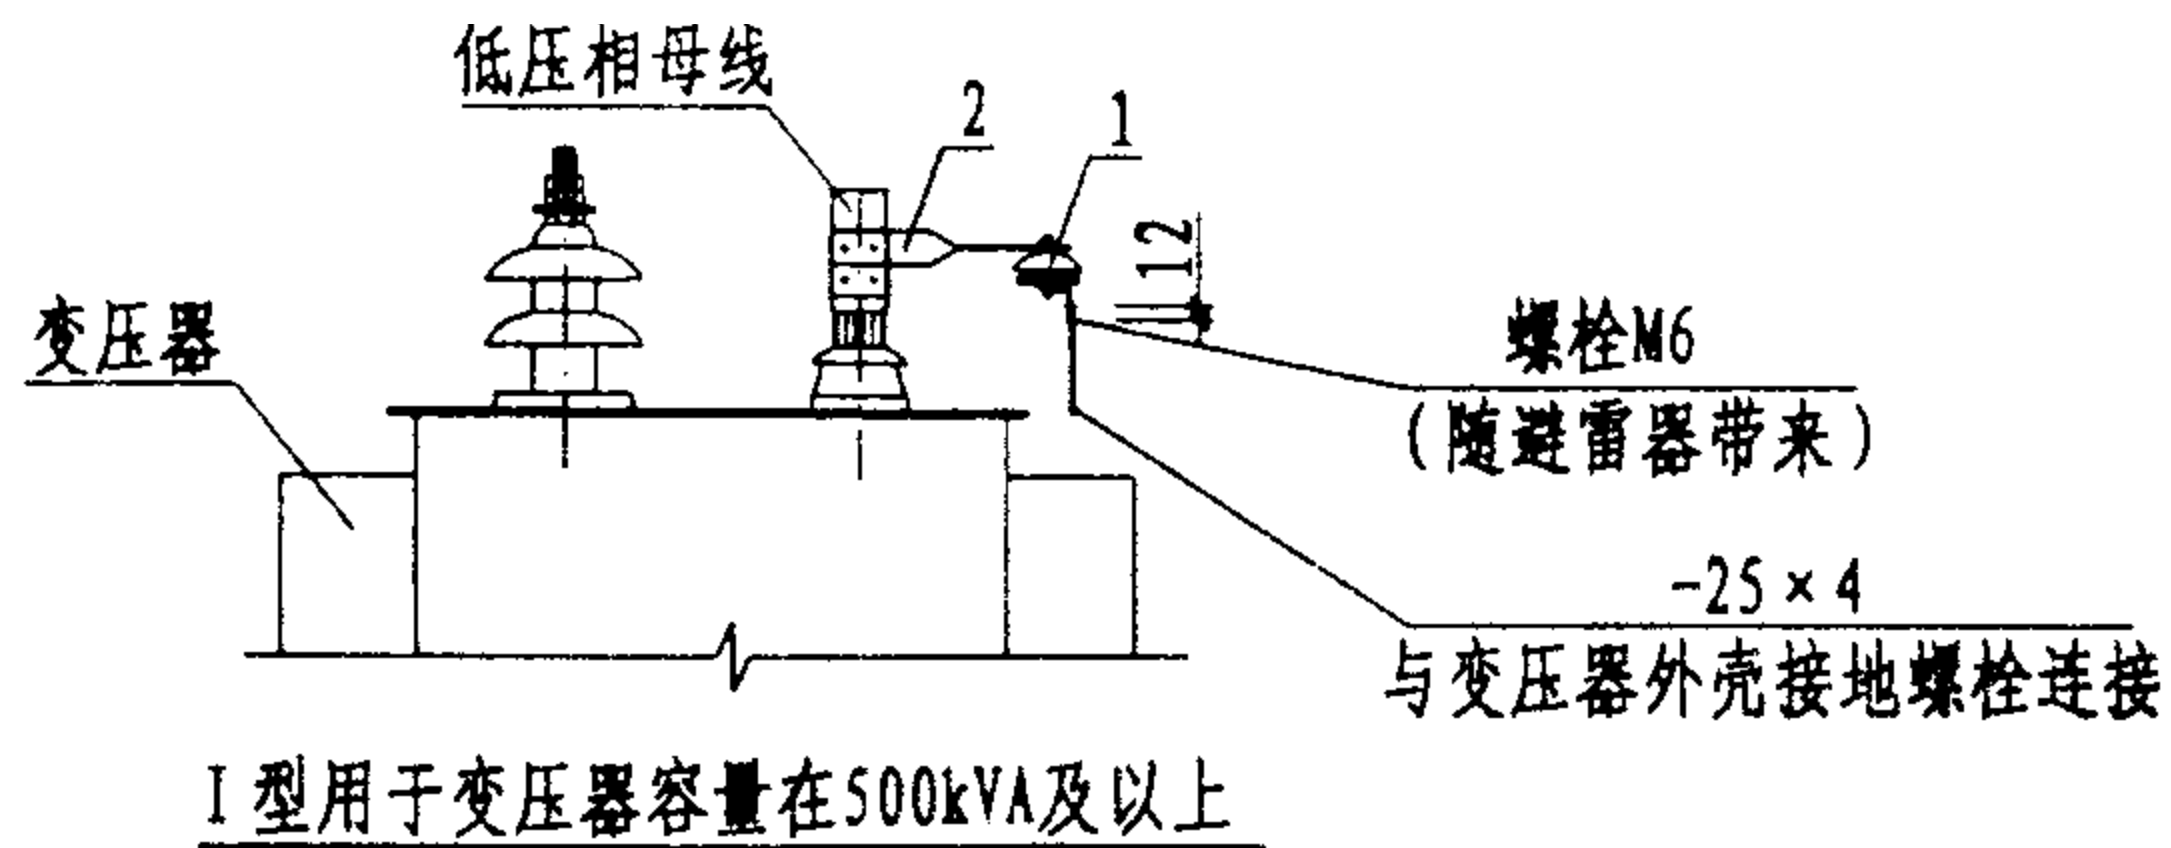 低压相母线
2
1
12
变压器
螺栓M6
(随避雷器带来)
-25×4
与变压器外壳接地螺栓连接
I型用于变压器容量在500kVA及以上